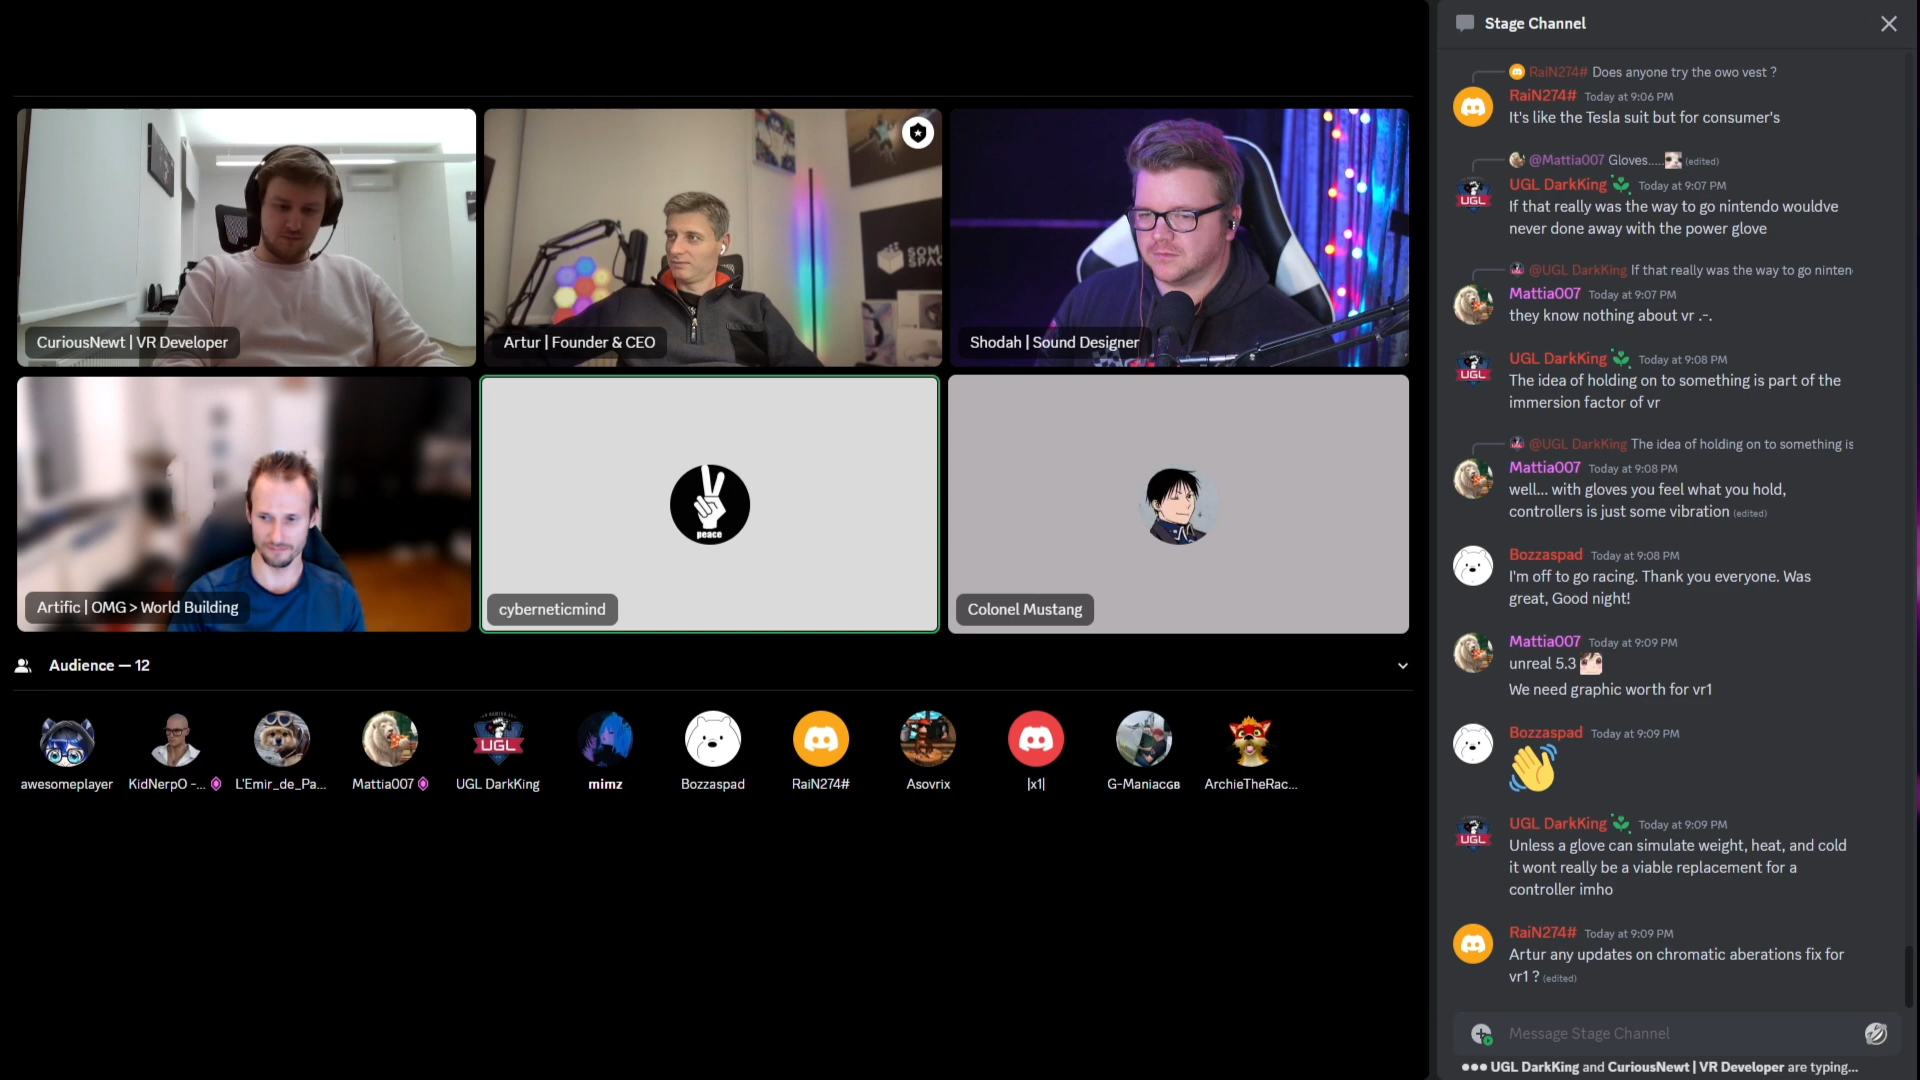 SOMN
SPAC
CuriousNewt | VR Developer
Artur | Founder & CEO
Shodah | Sound Designer
peace
Artific | OMG > World Building
cyberneticmind
Colonel Mustang
Audience — 12
UGL
awesomeplayer
KidNerpO -...
L'Emir_de_Pa...
Mattia007
UGL DarkKing
mimz
Bozzaspad
RaiN274#
Asovrix
|x1|
G-ManiacGB
ArchieTheRac...
Stage Channel
RaiN274# Does anyone try the owo vest ?
RaiN274# Today at 9:06 PM
It's like the Tesla suit but for consumer's
@Mattia007 Gloves..... (edited)
UGL DarkKing Today at 9:07 PM
UGL
If that really was the way to go nintendo wouldve
never done away with the power glove
@UGL DarkKing If that really was the way to go ninten
Mattia007 Today at 9:07 PM
they know nothing about vr .-.
UGL DarkKing Today at 9:08 PM
UGL
The idea of holding on to something is part of the
immersion factor of vr
@UGL DarkKing The idea of holding on to something is
Mattia007 Today at 9:08 PM
well... with gloves you feel what you hold,
controllers is just some vibration (edited)
Bozzaspad Today at 9:08 PM
I'm off to go racing. Thank you everyone. Was
great, Good night!
Mattia007 Today at 9:09 PM
unreal 5.3
We need graphic worth for vr1
Bozzaspad Today at 9:09 PM
UGL DarkKing Today at 9:09 PM
UGL
Unless a glove can simulate weight, heat, and cold
it wont really be a viable replacement for a
controller imho
RaiN274# Today at 9:09 PM
Artur any updates on chromatic aberations fix for
vr1 ? (edited)
Message Stage Channel
UGL DarkKing and CuriousNewt | VR Developer are typing...